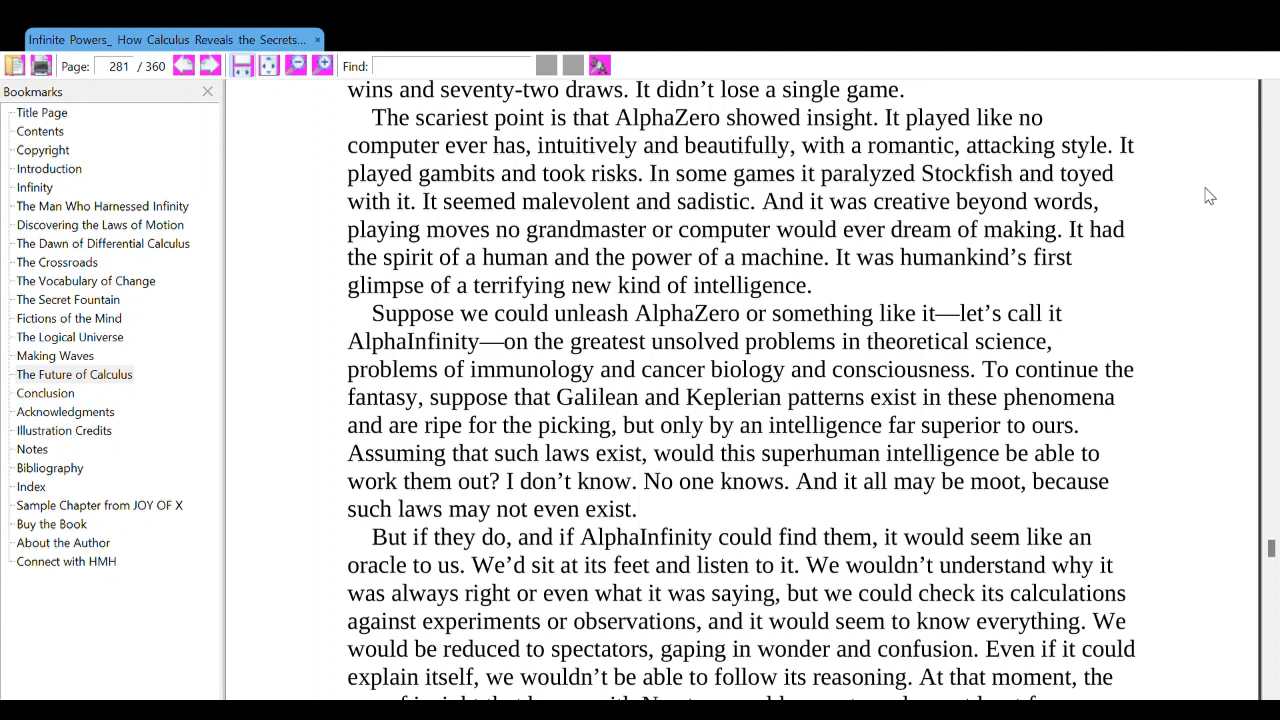 Infinite Powers_ How Calculus Reveals the Secrets... ×
Page: 281 / 360 Find:
Bookmarks
Title Page
Contents
Copyright
Introduction
Infinity
The Man Who Harnessed Infinity
Discovering the Laws of Motion
The Dawn of Differential Calculus
The Crossroads
The Vocabulary of Change
The Secret Fountain
Fictions of the Mind
The Logical Universe
Making Waves
The Future of Calculus
Conclusion
Acknowledgments
Illustration Credits
Notes
Bibliography
Index
Sample Chapter from JOY OF X
Buy the Book
About the Author
Connect with HMH
wins and seventy-two draws. It didn’t lose a single game.
The scariest point is that AlphaZero showed insight. It played like no
computer ever has, intuitively and beautifully, with a romantic, attacking style. It
played gambits and took risks. In some games it paralyzed Stockfish and toyed
with it. It seemed malevolent and sadistic. And it was creative beyond words,
playing moves no grandmaster or computer would ever dream of making. It had
the spirit of a human and the power of a machine. It was humankind’s first
glimpse of a terrifying new kind of intelligence.
Suppose we could unleash AlphaZero or something like it—let’s call it
AlphaInfinity—on the greatest unsolved problems in theoretical science,
problems of immunology and cancer biology and consciousness. To continue the
fantasy, suppose that Galilean and Keplerian patterns exist in these phenomena
and are ripe for the picking, but only by an intelligence far superior to ours.
Assuming that such laws exist, would this superhuman intelligence be able to
work them out? I don’t know. No one knows. And it all may be moot, because
such laws may not even exist.
But if they do, and if AlphaInfinity could find them, it would seem like an
oracle to us. We’d sit at its feet and listen to it. We wouldn’t understand why it
was always right or even what it was saying, but we could check its calculations
against experiments or observations, and it would seem to know everything. We
would be reduced to spectators, gaping in wonder and confusion. Even if it could
explain itself, we wouldn’t be able to follow its reasoning. At that moment, the